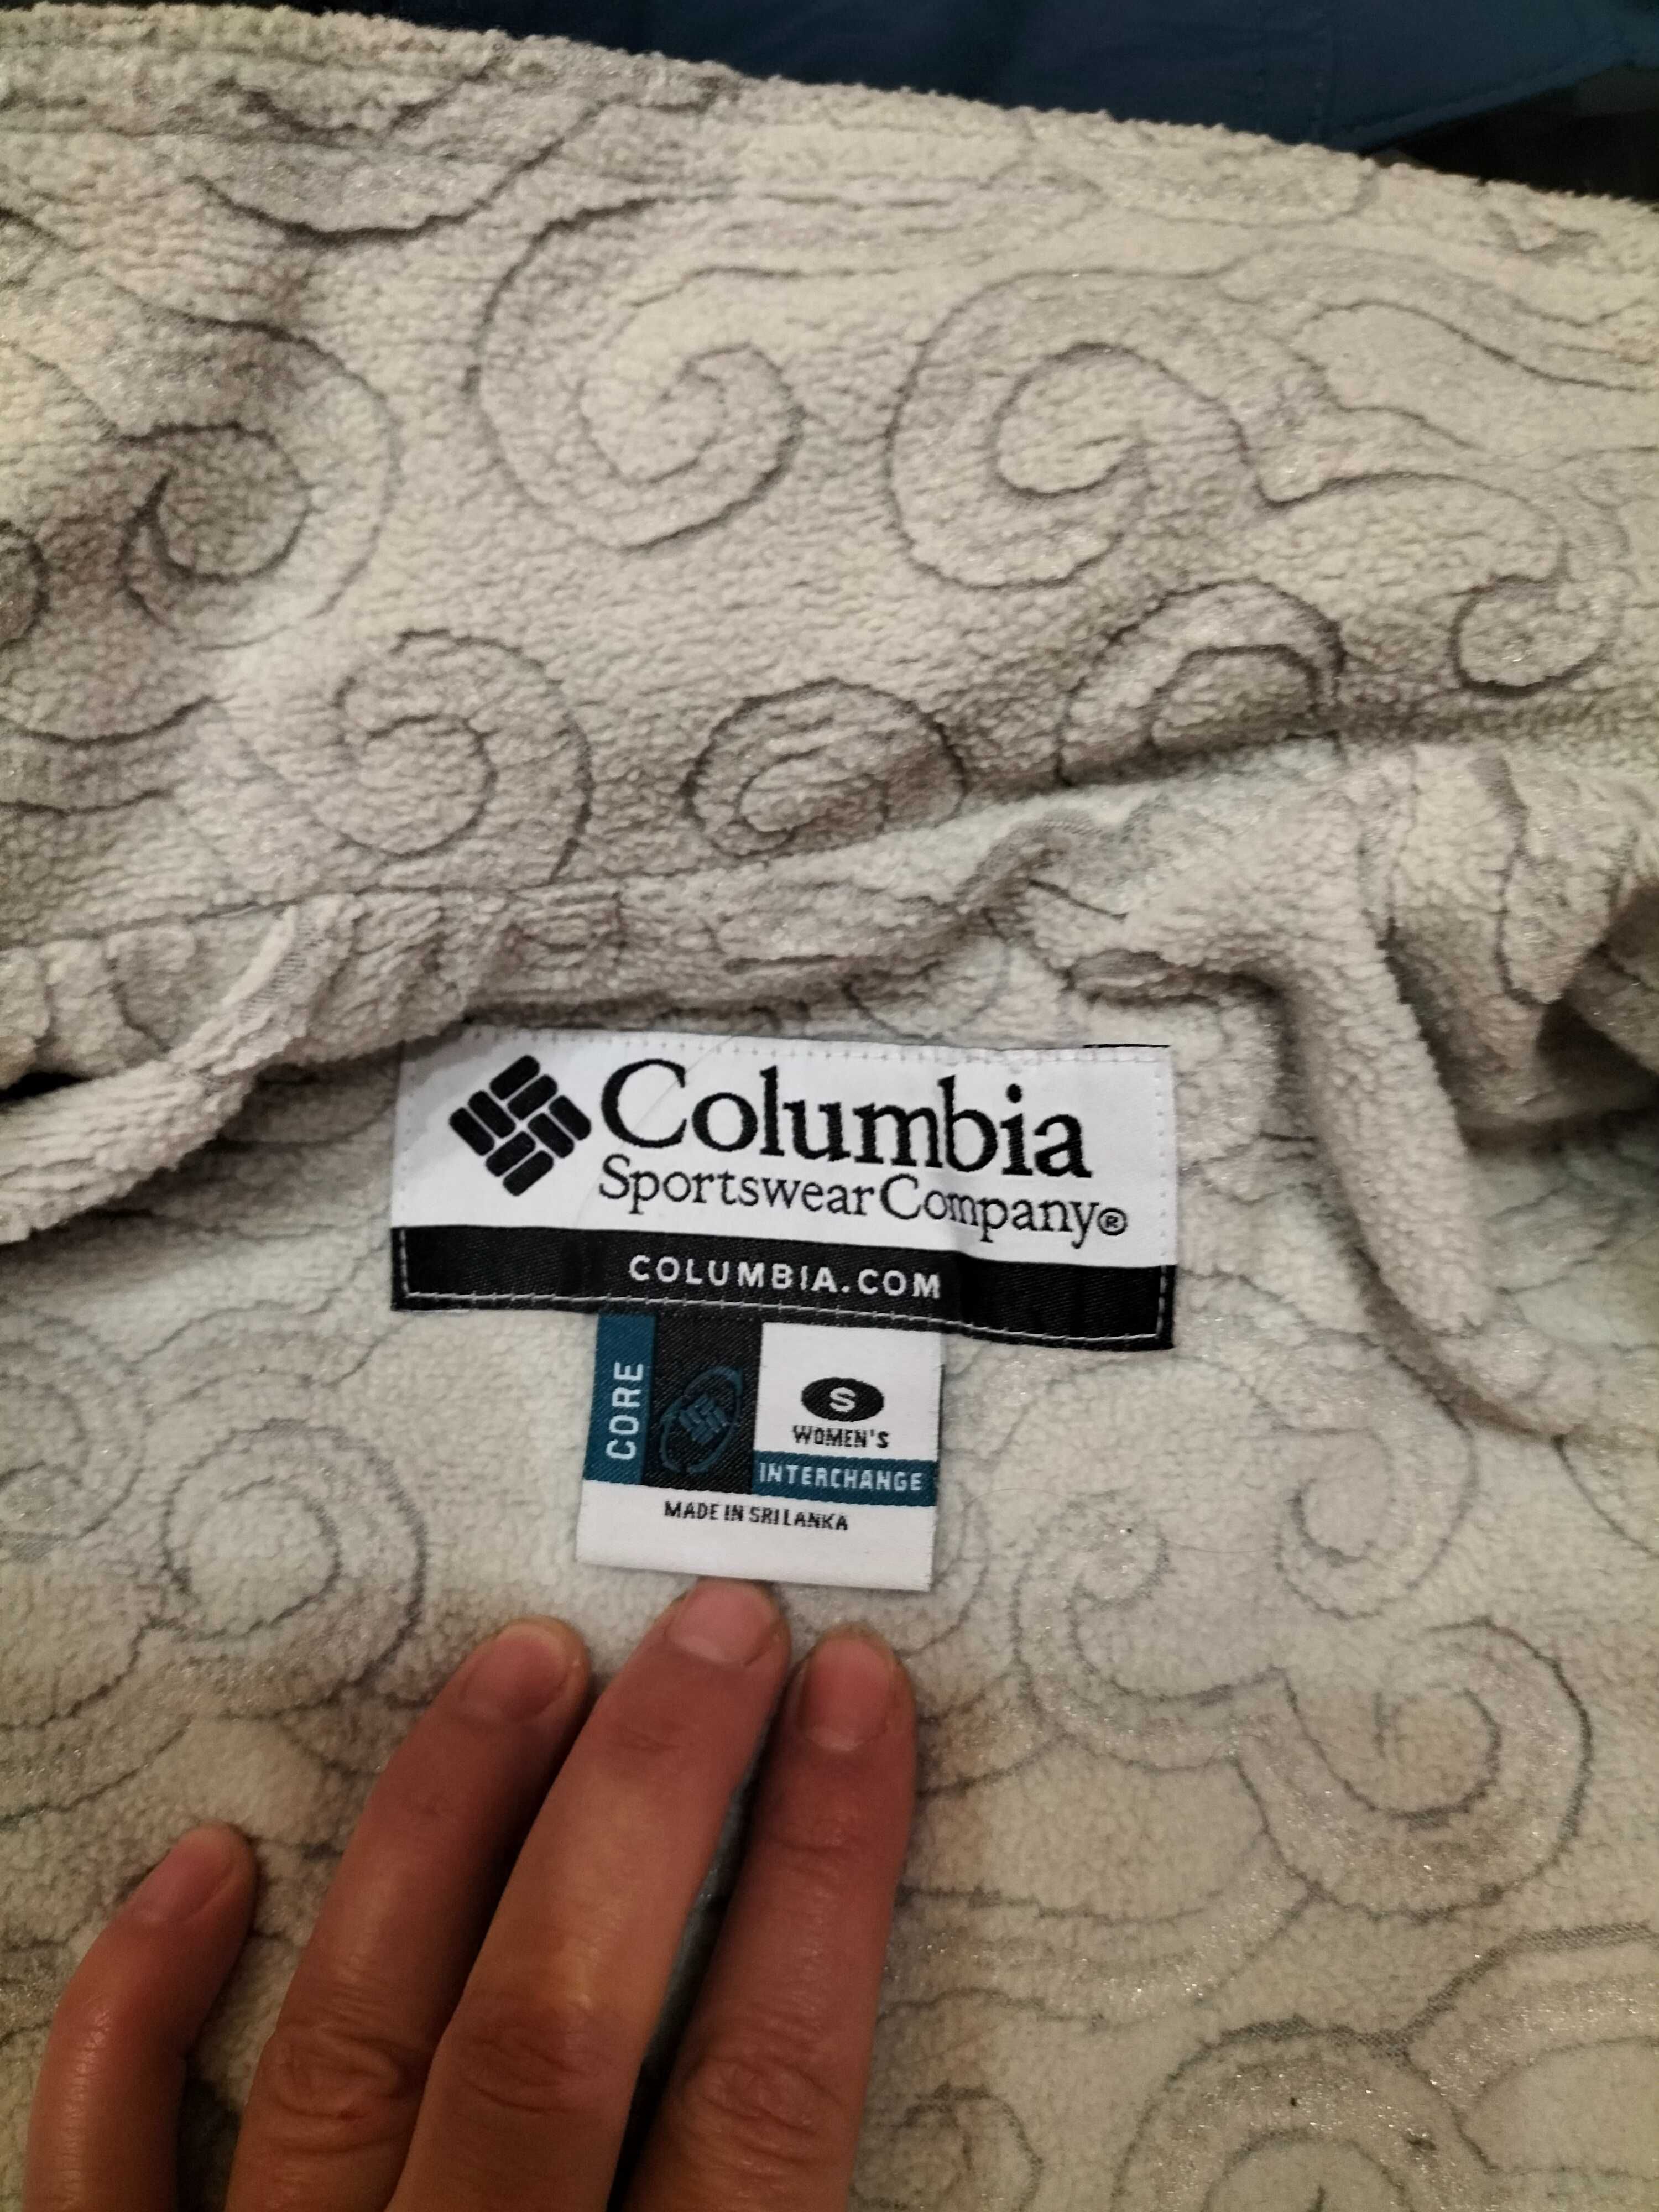 Columbia
Sportswear Company®
COLUMBIA.COM
CORE
S
WOMEN'S
INTERCHANGE
MADE IN SRI LANKA